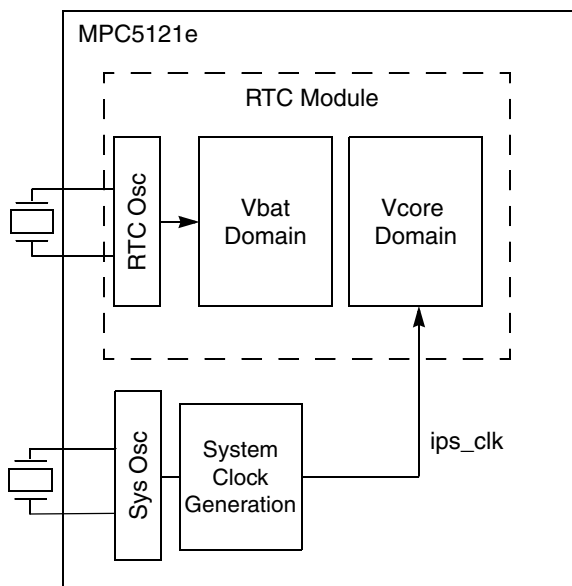 MPC5121e
RTC Module
RTC Osc
Vbat
Domain
Vcore
Domain
Sys Osc
System
Clock
Generation
ips_clk